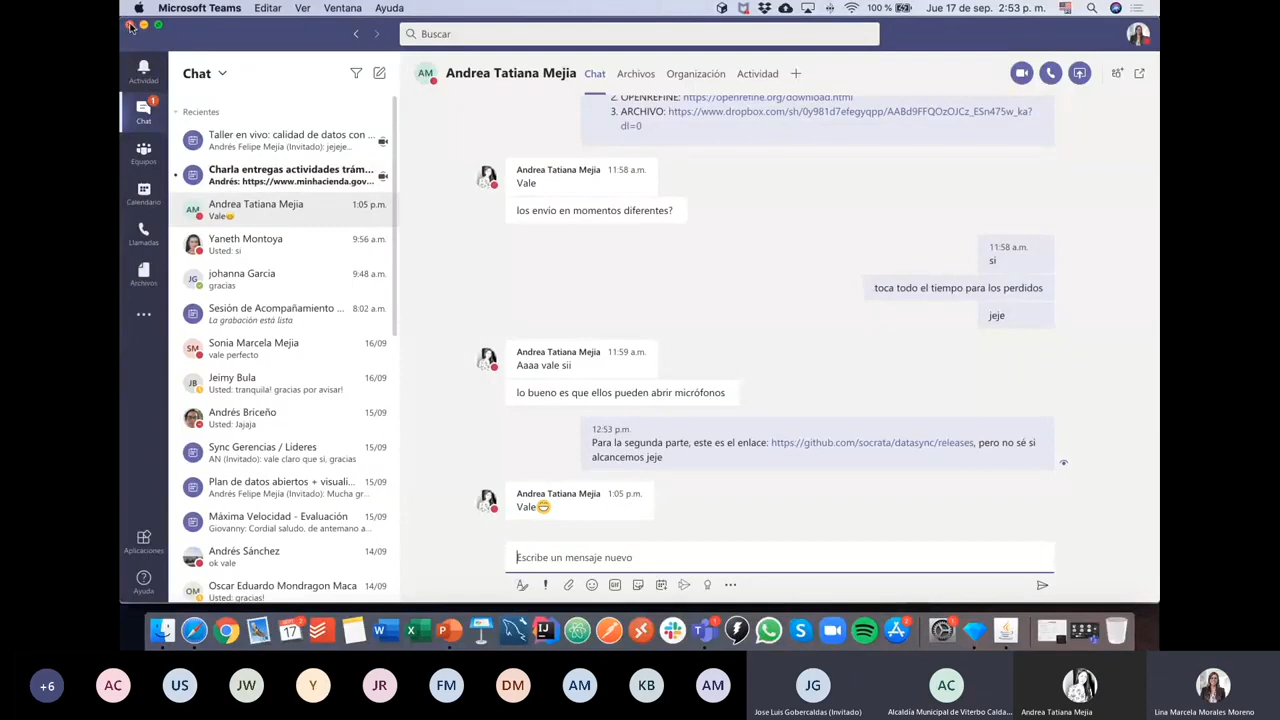 Microsoft Teams Editar Ver Ventana Ayuda
100 % Jue 17 de sep. 2:53 p. m.
Buscar
Actividad
Chat
1
Equipos
Calendario
Llamadas
Archivos
Aplicaciones
Ayuda
Chat
Recientes
Taller en vivo: calidad de datos con ...
Andrés Felipe Mejía (Invitado): jejeje...
Charla entregas actividades trám...
Andrés: https://www.minhacienda.gov...
AM
Andrea Tatiana Mejia 1:05 p.m.
Vale
Yaneth Montoya 9:56 a.m.
Usted: si
JG
johanna Garcia 9:48 a.m.
gracias
Sesión de Acompañamiento ... 8:02 a.m.
La grabación está lista
SM
Sonia Marcela Mejia 16/09
vale perfecto
JB
Jeimy Bula 16/09
Usted: tranquila! gracias por avisar!
Andrés Briceño 15/09
Usted: Jajaja
Sync Gerencias / Líderes 15/09
AN (Invitado): vale claro que si, gracias
Plan de datos abiertos + visuali... 15/09
Andrés Felipe Mejía (Invitado): Mucha gr...
Máxima Velocidad - Evaluación 15/09
Giovanny: Cordial saludo, de antemano a...
Andrés Sánchez 14/09
ok vale
OM
Oscar Eduardo Mondragon Maca 14/09
Usted: gracias!
AM Andrea Tatiana Mejia Chat Archivos Organización Actividad
2. OPENREFINE: https://openrefine.org/download.html
3. ARCHIVO: https://www.dropbox.com/sh/0y981d7efegyqpp/AABd9FFQOzOJCz_ESn475w_ka?
dl=0
Andrea Tatiana Mejia 11:58 a.m.
Vale
los envio en momentos diferentes?
11:58 a.m.
si
toca todo el tiempo para los perdidos
jeje
Andrea Tatiana Mejia 11:59 a.m.
Aaaa vale sii
lo bueno es que ellos pueden abrir micrófonos
12:53 p.m.
Para la segunda parte, este es el enlace: https://github.com/socrata/datasync/releases, pero no sé si
alcancemos jeje
Andrea Tatiana Mejia 1:05 p.m.
Vale
Escribe un mensaje nuevo
GIF
+6 AC US JW Y JR FM DM AM KB AM JG AC
Jose Luis Gobercaldas (Invitado) Alcaldía Municipal de Viterbo Calda... Andrea Tatiana Mejia Lina Marcela Morales Moreno